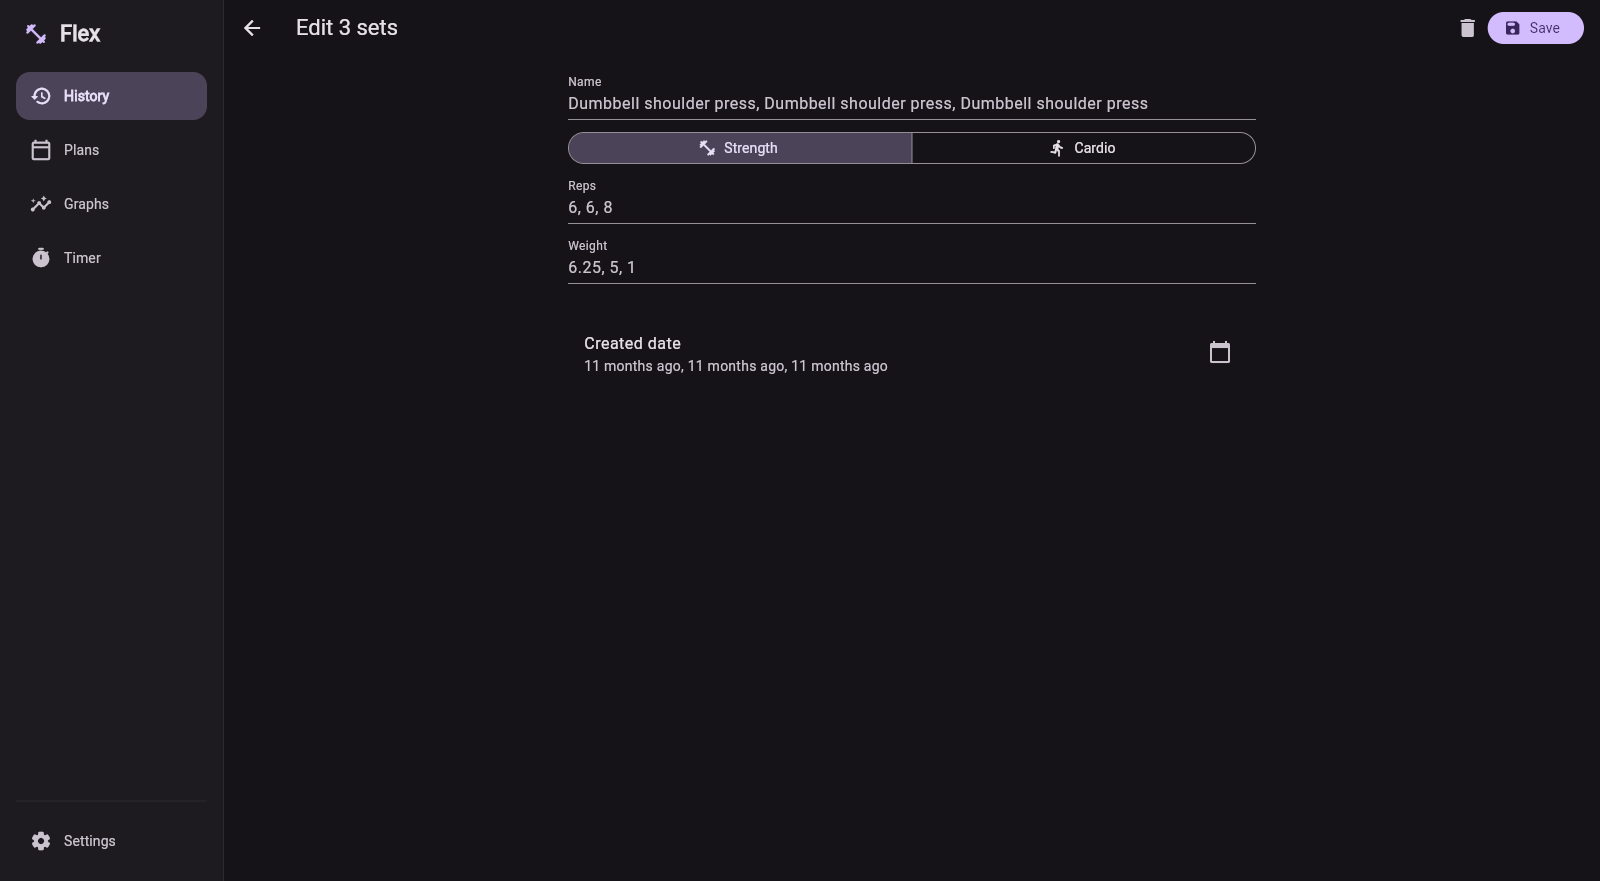 Flex
History
Plans
Graphs
Timer
Settings
Edit 3 sets
Save
Name
Dumbbell shoulder press, Dumbbell shoulder press, Dumbbell shoulder press
Strength
Cardio
Reps
6, 6, 8
Weight
6.25, 5, 1
Created date
11 months ago, 11 months ago, 11 months ago